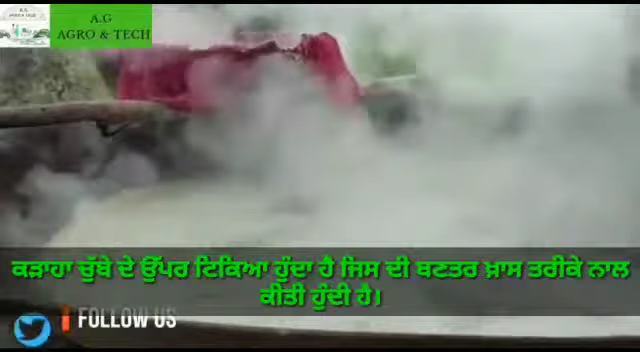 A.G
AGRO & TECH
ਕੜਾਹਾ ਚੁੱਬੇ ਦੇ ਉੱਪਰ ਟਿਕਿਆ ਹੁੰਦਾ ਹੈ ਜਿਸ ਦੀ ਬਣਤਰ ਖ਼ਾਸ ਤਰੀਕੇ ਨਾਲ
ਕੀਤੀ ਹੁੰਦੀ ਹੈ।
FOLLOW US